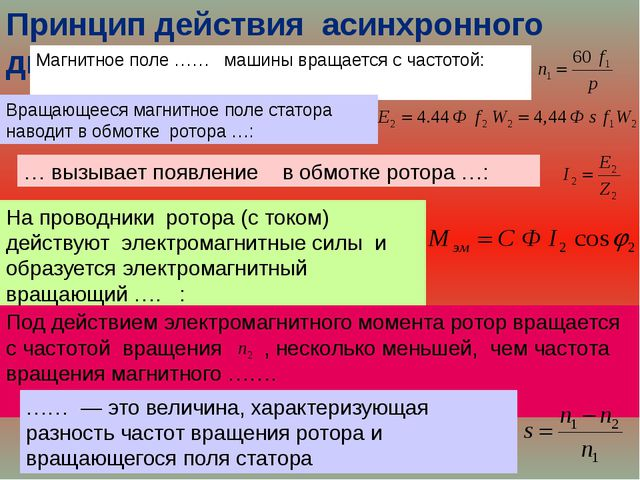 Принцип действия асинхронного
Магнитное поле …… машины вращается с частотой:
n₁ = 60 f₁ / p
Вращающееся магнитное поле статора
наводит в обмотке ротора …:
E₂ = 4.44 Ф f₂ W₂ = 4,44 Ф s f₁ W₂
… вызывает появление в обмотке ротора …:
I₂ = E₂ / Z₂
На проводники ротора (с током)
действуют электромагнитные силы и
образуется электромагнитный
вращающий …. :
M эм = C Ф I₂ cos φ₂
Под действием электромагнитного момента ротор вращается
с частотой вращения n₂ , несколько меньшей, чем частота
вращения магнитного …….
…… — это величина, характеризующая
разность частот вращения ротора и
вращающегося поля статора
s = n₁ − n₂ / n₁